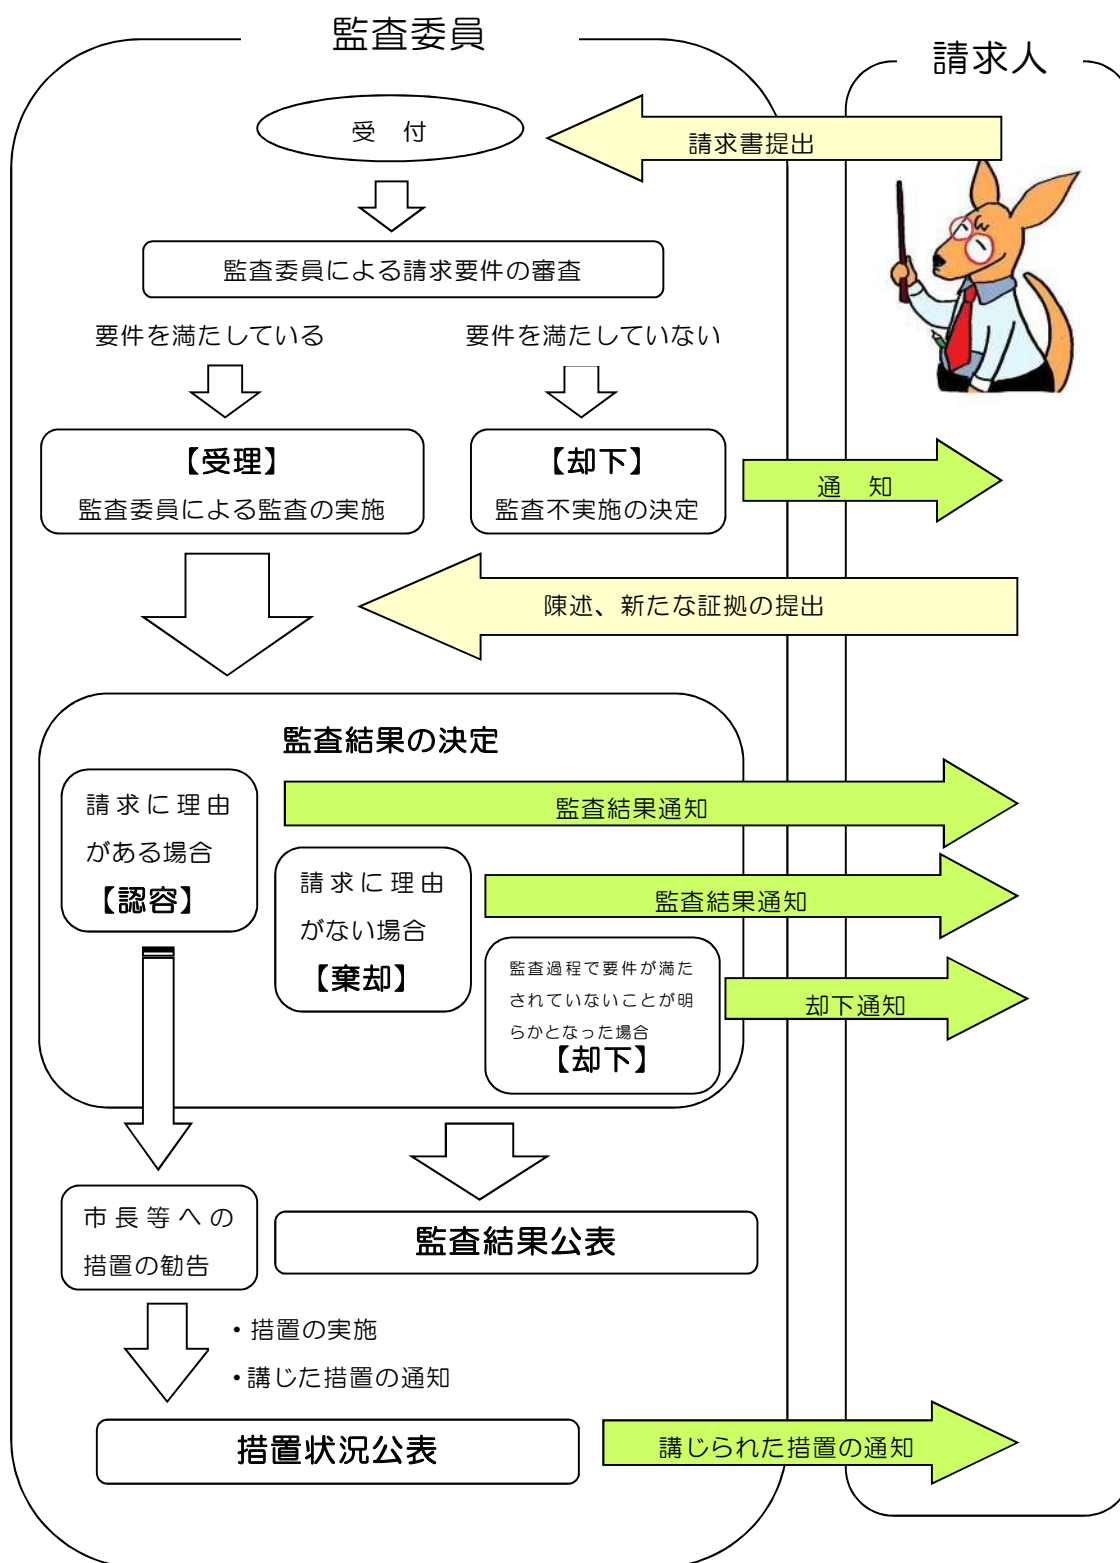 監査委員
請求人
受　付
請求書提出
監査委員による請求要件の審査
要件を満たしている
要件を満たしていない
【受理】
監査委員による監査の実施
【却下】
監査不実施の決定
通　知
陳述、新たな証拠の提出
監査結果の決定
請求に理由
がある場合
【認容】
監査結果通知
請求に理由
がない場合
【棄却】
監査結果通知
監査過程で要件が満た
されていないことが明
らかとなった場合
【却下】
却下通知
市長等への
措置の勧告
監査結果公表
・措置の実施
・講じた措置の通知
措置状況公表
講じられた措置の通知